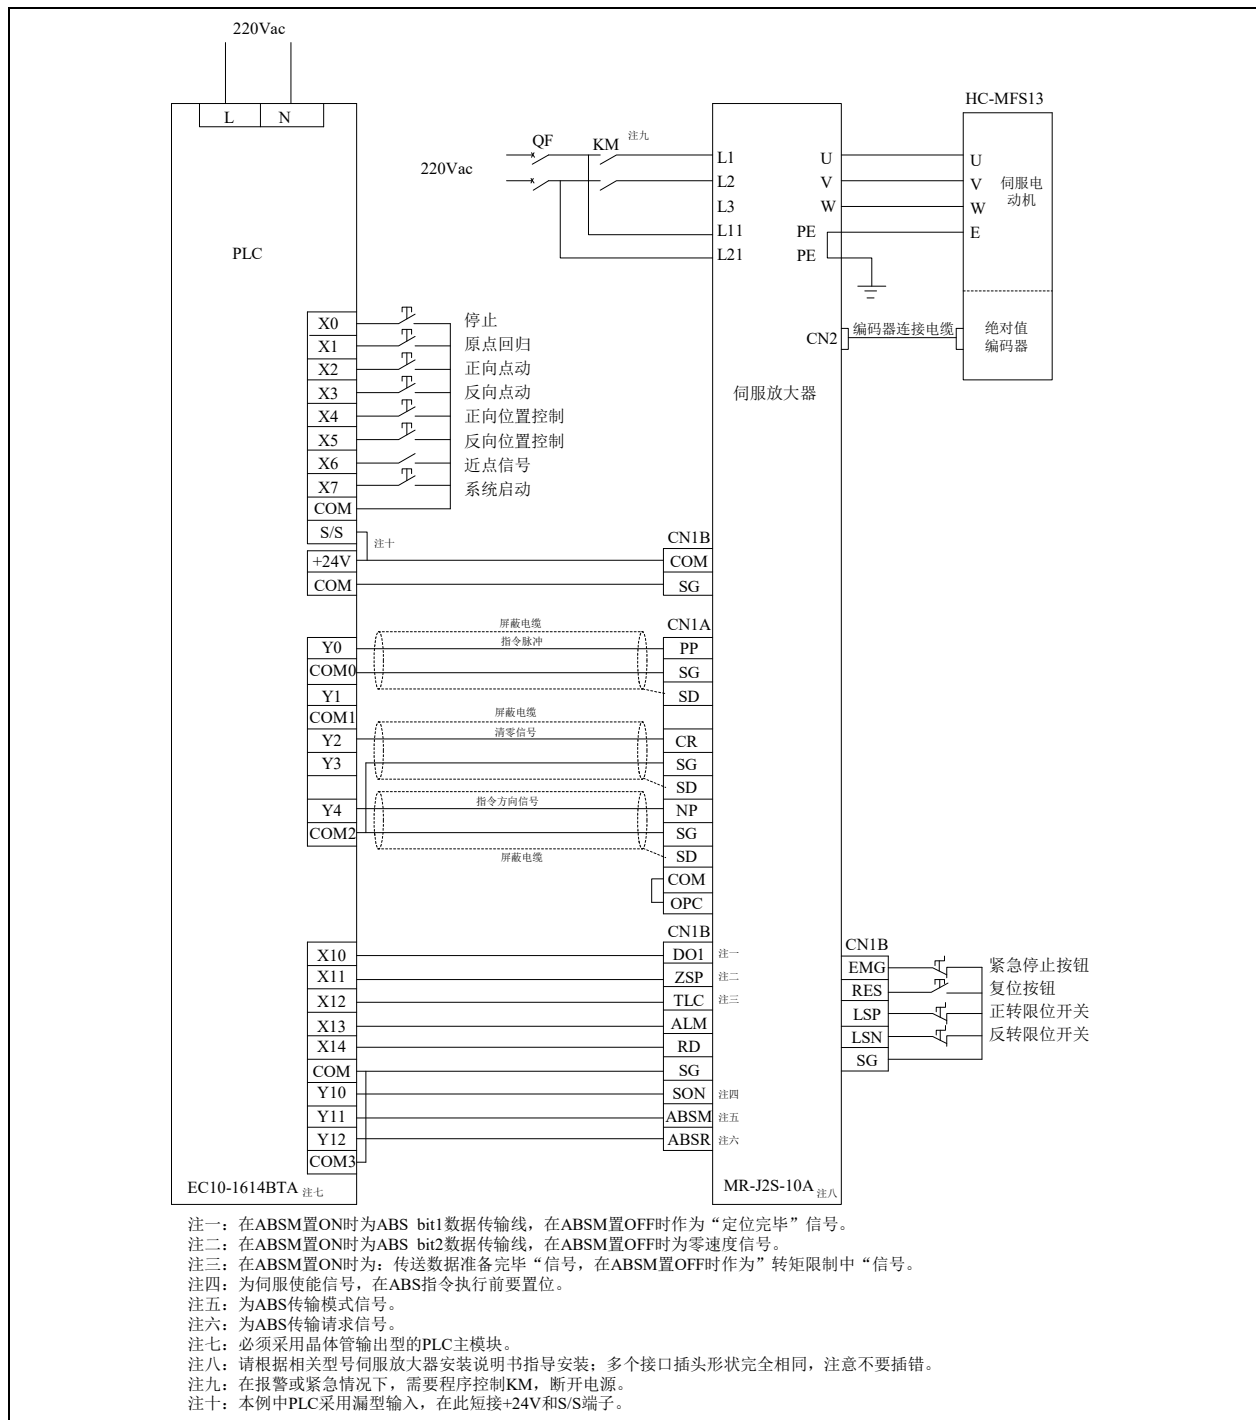 220Vac
L N
HC-MFS13
QF KM 注九
220Vac
L1 U
L2 V
L3 W
L11 PE
L21 PE
U
V
W
E
伺服电
动机
PLC
CN2
编码器连接电缆
绝对值
编码器
伺服放大器
X0 停止
X1 原点回归
X2 正向点动
X3 反向点动
X4 正向位置控制
X5 反向位置控制
X6 近点信号
X7 系统启动
COM
S/S
注十
+24V
COM
CN1B
COM
SG
屏蔽电缆
指令脉冲
CN1A
Y0 PP
COM0 SG
Y1 SD
COM1
屏蔽电缆
清零信号
Y2 CR
Y3 SG
SD
指令方向信号
Y4 NP
COM2 SG
屏蔽电缆
SD
COM
OPC
CN1B
X10 DO1 注一
X11 ZSP 注二
X12 TLC 注三
X13 ALM
X14 RD
COM SG
Y10 SON 注四
Y11 ABSM 注五
Y12 ABSR 注六
COM3
CN1B
EMG 紧急停止按钮
RES 复位按钮
LSP 正转限位开关
LSN 反转限位开关
SG
EC10-1614BTA 注七
MR-J2S-10A 注八
注一：在ABSM置ON时为ABS bit1数据传输线，在ABSM置OFF时作为“定位完毕”信号。
注二：在ABSM置ON时为ABS bit2数据传输线，在ABSM置OFF时为零速度信号。
注三：在ABSM置ON时为：传送数据准备完毕“信号，在ABSM置OFF时作为”转矩限制中“信号。
注四：为伺服使能信号，在ABS指令执行前要置位。
注五：为ABS传输模式信号。
注六：为ABS传输请求信号。
注七：必须采用晶体管输出型的PLC主模块。
注八：请根据相关型号伺服放大器安装说明书指导安装；多个接口插头形状完全相同，注意不要插错。
注九：在报警或紧急情况下，需要程序控制KM，断开电源。
注十：本例中PLC采用漏型输入，在此短接+24V和S/S端子。